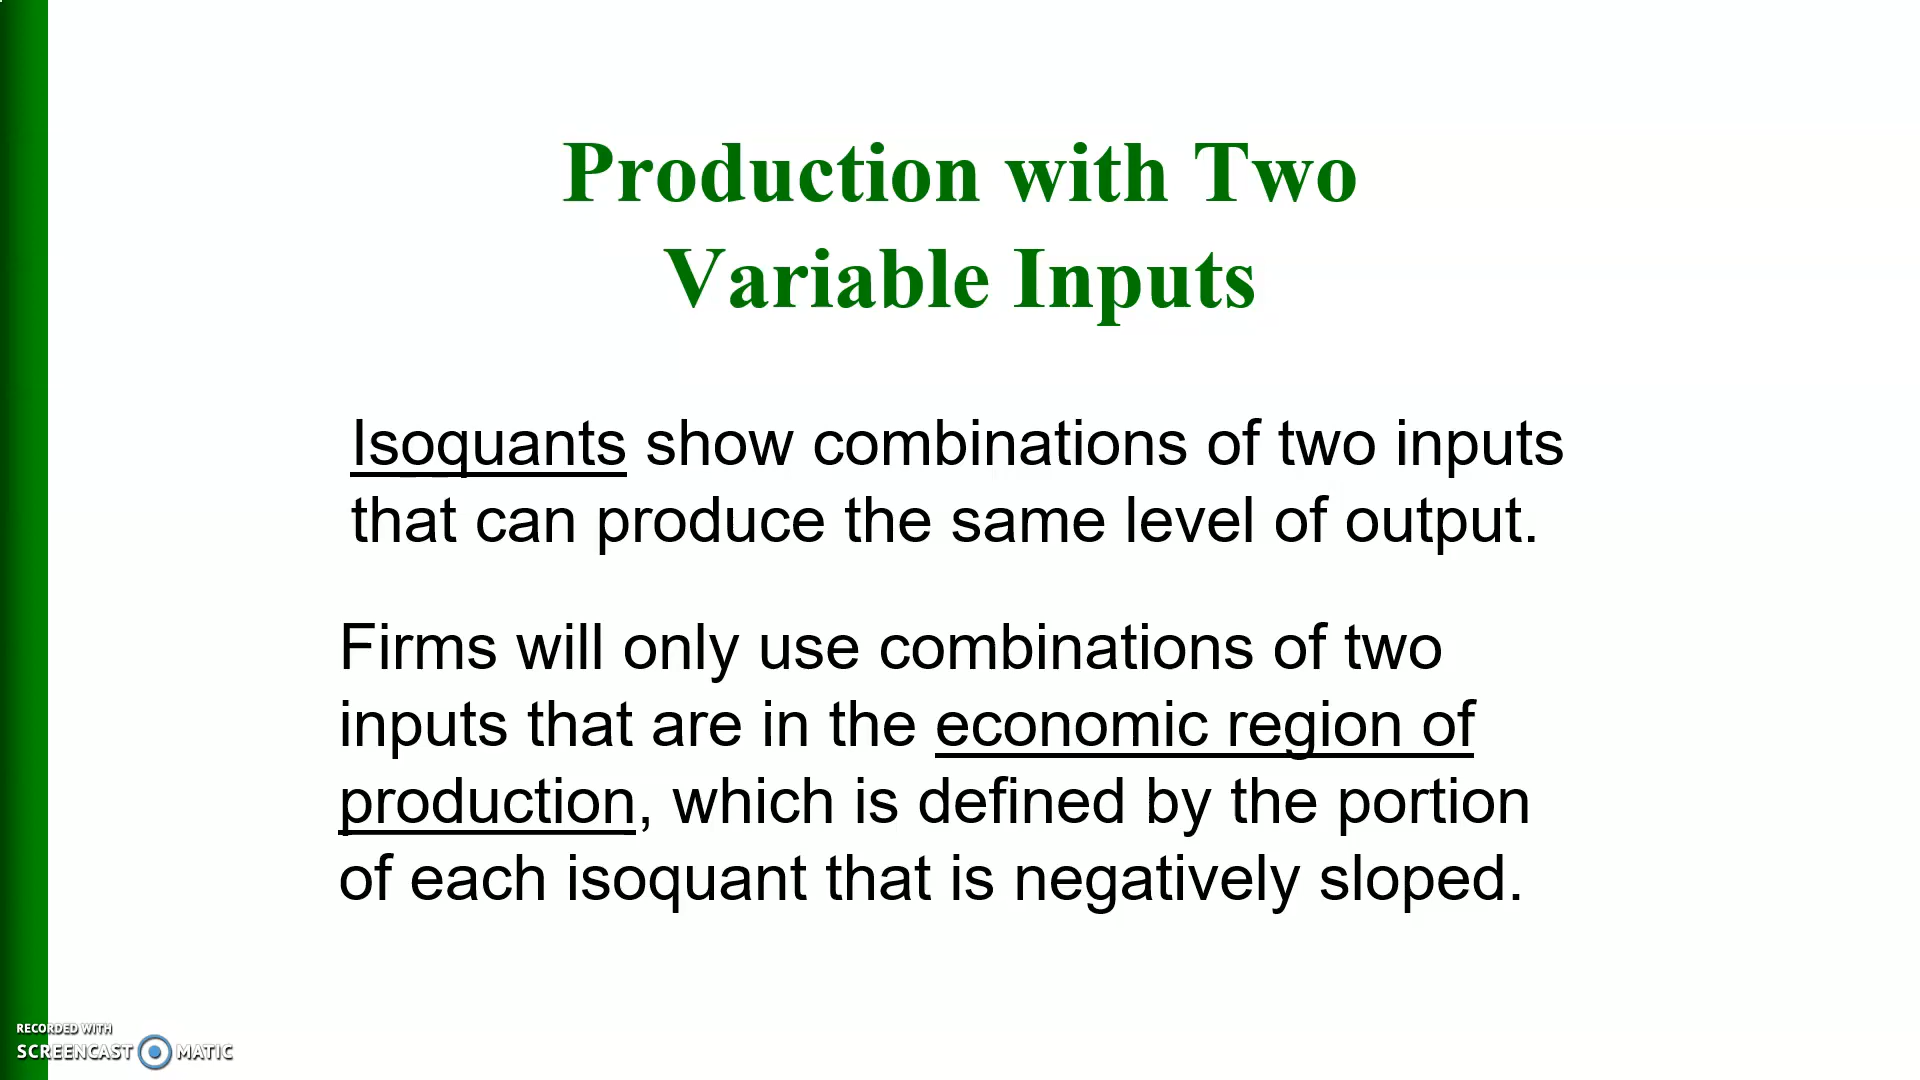 Production with Two
Variable Inputs
Isoquants show combinations of two inputs
that can produce the same level of output.
Firms will only use combinations of two
inputs that are in the economic region of
production, which is defined by the portion
of each isoquant that is negatively sloped.
RECORDED WITH
SCREENCAST MATIC